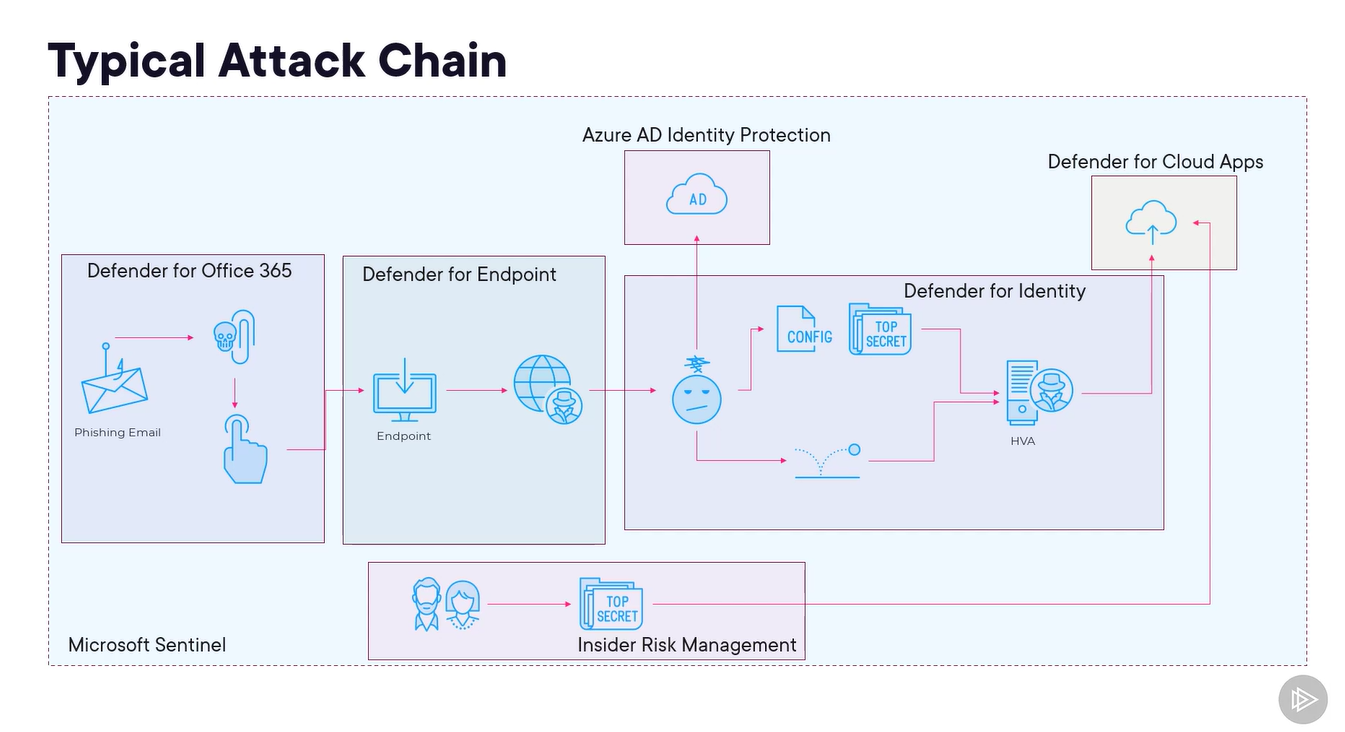 Typical Attack Chain
Azure AD Identity Protection
AD
Defender for Cloud Apps
Defender for Office 365
Phishing Email
Defender for Endpoint
Endpoint
Defender for Identity
CONFIG
TOP
SECRET
HVA
TOP
SECRET
Insider Risk Management
Microsoft Sentinel